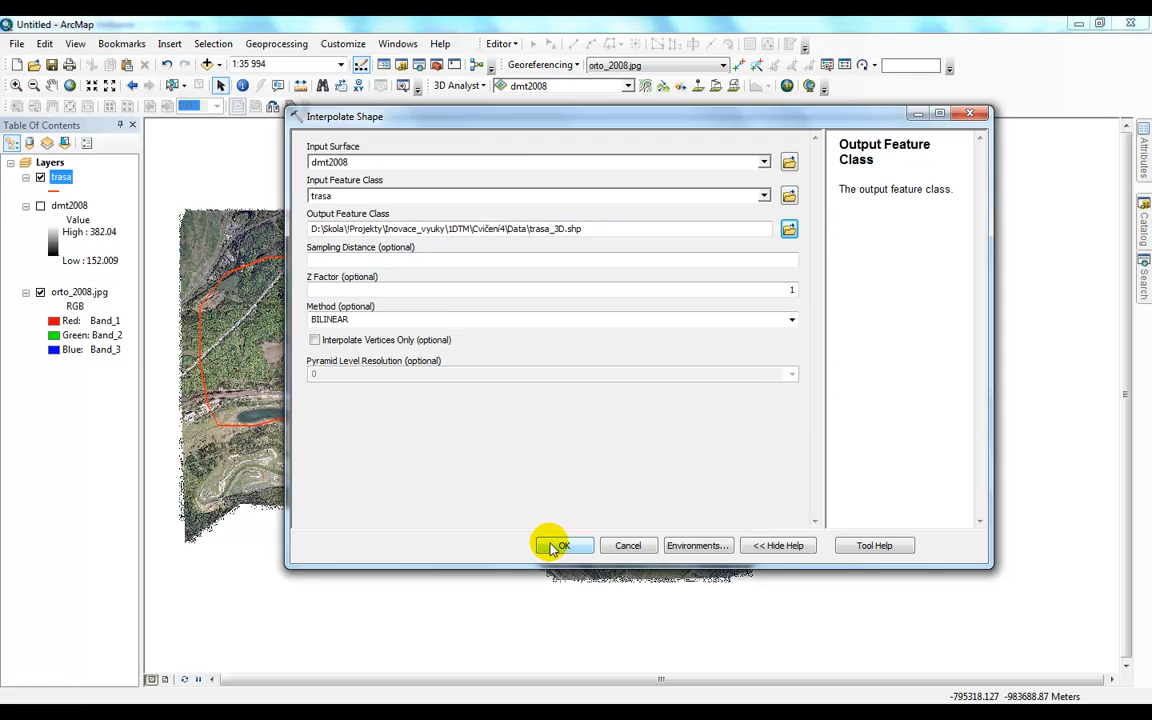 Untitled - ArcMap
File Edit View Bookmarks Insert Selection Geoprocessing Customize Windows Help
Editor
1:35 994
Georeferencing
orto_2008.jpg
3D Analyst
dmt2008
Table Of Contents
Layers
trasa
dmt2008
Value
High : 382.04
Low : 152.009
orto_2008.jpg
RGB
Red: Band_1
Green: Band_2
Blue: Band_3
Interpolate Shape
Input Surface
dmt2008
Input Feature Class
trasa
Output Feature Class
D:\Skola\!Projekty\Inovace_vyuky\1DTM\Cvičení4\Data\trasa_3D.shp
Sampling Distance (optional)
Z Factor (optional)
1
Method (optional)
BILINEAR
Interpolate Vertices Only (optional)
Pyramid Level Resolution (optional)
0
OK
Cancel
Environments...
<< Hide Help
Tool Help
Output Feature
Class
The output feature class.
Attributes
Catalog
Search
-795318.127 -983688.87 Meters